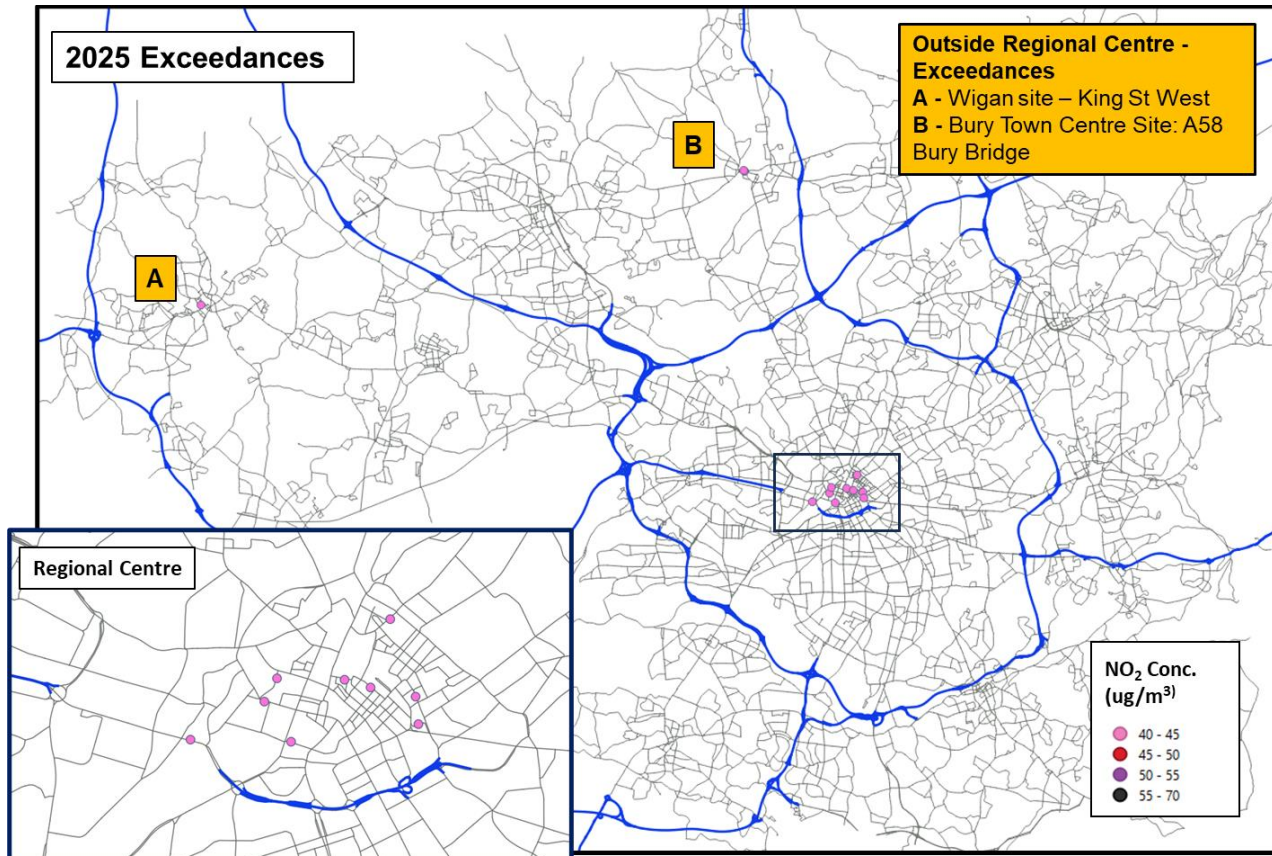 2025 Exceedances
Outside Regional Centre -
Exceedances
A - Wigan site – King St West
B - Bury Town Centre Site: A58
Bury Bridge
B
A
Regional Centre
NO₂ Conc.
(ug/m³⁾
40 - 45
45 - 50
50 - 55
55 - 70